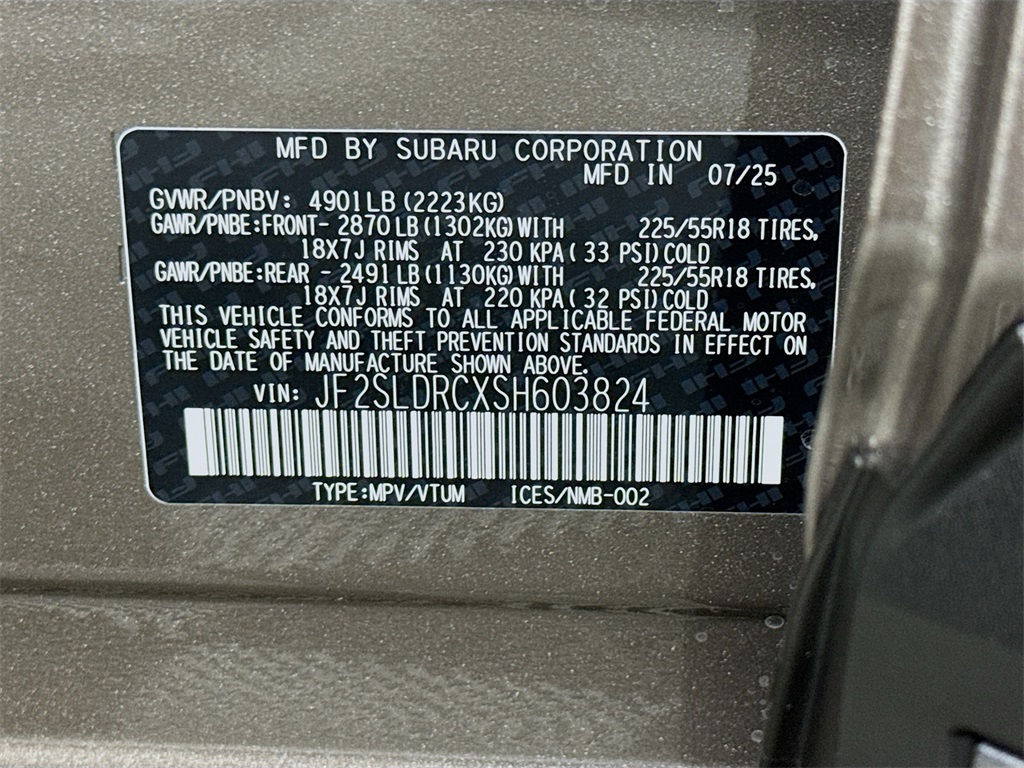 MFD BY SUBARU CORPORATION
MFD IN 07/25
GVWR/PNBV: 4901LB(2223KG)
GAWR/PNBE:FRONT- 2870LB(1302KG)WITH 225/55R18 TIRES,
18X7J RIMS AT 230 KPA( 33 PSI)COLD
GAWR/PNBE:REAR - 2491LB(1130KG)WITH 225/55R18 TIRES,
18X7J RIMS AT 220 KPA( 32 PSI)COLD
THIS VEHICLE CONFORMS TO ALL APPLICABLE FEDERAL MOTOR
VEHICLE SAFETY AND THEFT PREVENTION STANDARDS IN EFFECT ON
THE DATE OF MANUFACTURE SHOWN ABOVE.
VIN: JF2SLDRCXSH603824
TYPE:MPV/VTUM ICES/NMB-002